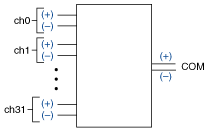 ch0 (+)
(–)
ch1 (+)
(–)
(+)
COM
(–)
ch31 (+)
(–)